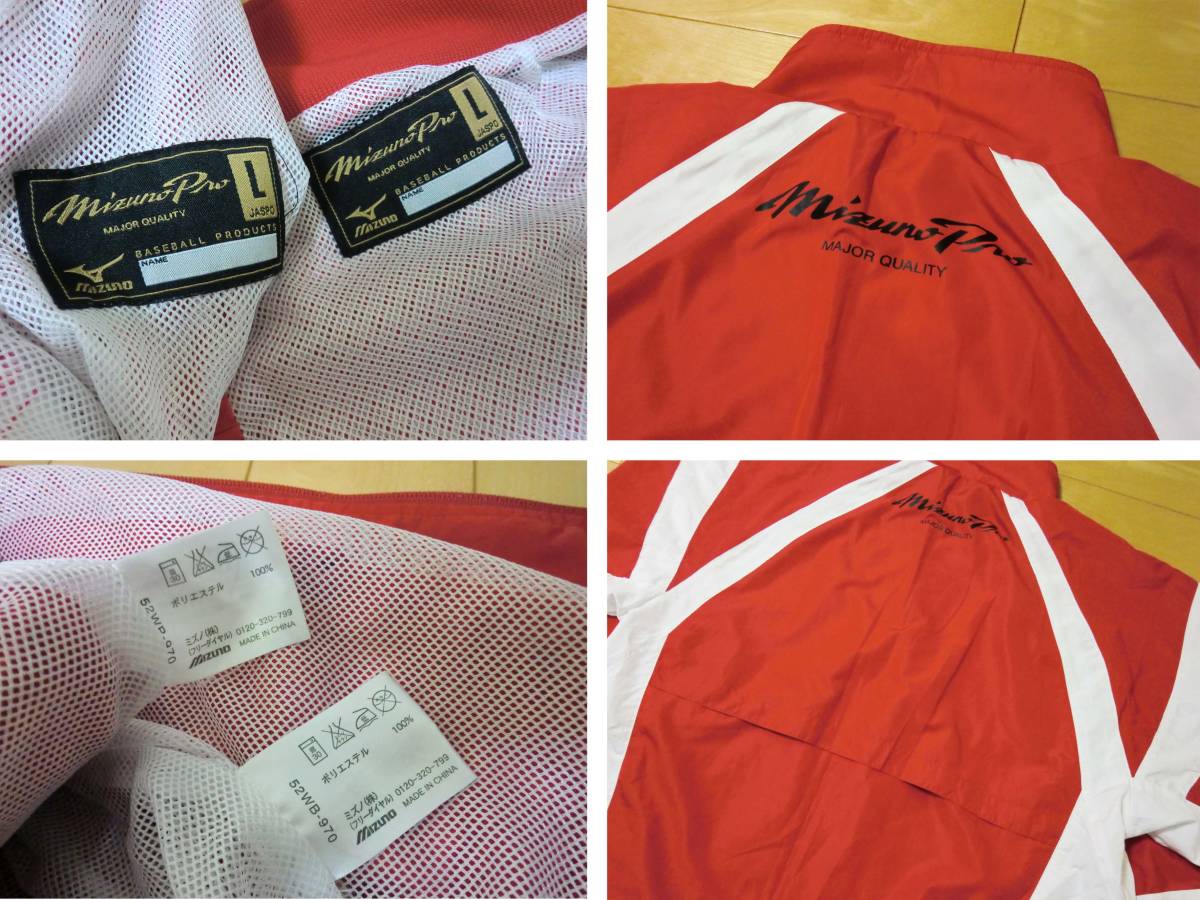 Mizuno Pro
MAJOR QUALITY
L
JASPO
BASEBALL PRODUCTS
NAME
MIZUNO
Mizuno Pro
MAJOR QUALITY
L
JASPO
BASEBALL PRODUCTS
NAME
MIZUNO
Mizuno Pro
MAJOR QUALITY
ポリエステル 100%
52WP-970
ミズノ(株)
(フリーダイヤル) 0120-320-799
MIZUNO MADE IN CHINA
ポリエステル 100%
52WB-970
ミズノ(株)
(フリーダイヤル) 0120-320-799
MIZUNO MADE IN CHINA
Mizuno Pro
MAJOR QUALITY